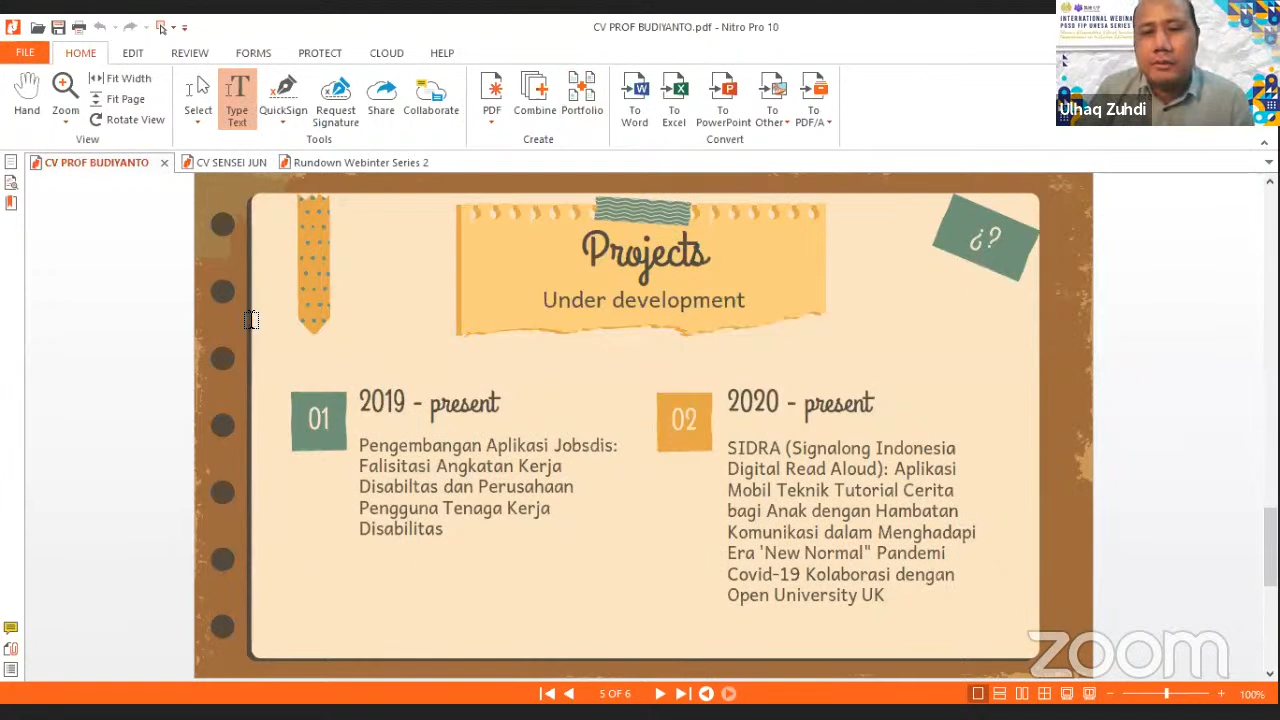 CV PROF BUDIYANTO.pdf - Nitro Pro 10
FILE
HOME
EDIT
REVIEW
FORMS
PROTECT
CLOUD
HELP
Hand
Zoom
Fit Width
Fit Page
Rotate View
View
Select
Type Text
QuickSign
Request Signature
Share
Collaborate
Tools
PDF
Combine
Portfolio
Create
To Word
To Excel
To PowerPoint
To Other
To PDF/A
Convert
INTERNATIONAL WEBINA
PGSD FIP UNESA SERIES
Ulhaq Zuhdi
CV PROF BUDIYANTO
CV SENSEI JUN
Rundown Webinter Series 2
Projects
Under development
¿?
01
2019 - present
Pengembangan Aplikasi Jobsdis:
Falisitasi Angkatan Kerja
Disabiltas dan Perusahaan
Pengguna Tenaga Kerja
Disabilitas
02
2020 - present
SIDRA (Signalong Indonesia
Digital Read Aloud): Aplikasi
Mobil Teknik Tutorial Cerita
bagi Anak dengan Hambatan
Komunikasi dalam Menghadapi
Era 'New Normal" Pandemi
Covid-19 Kolaborasi dengan
Open University UK
zoom
5 OF 6
100%